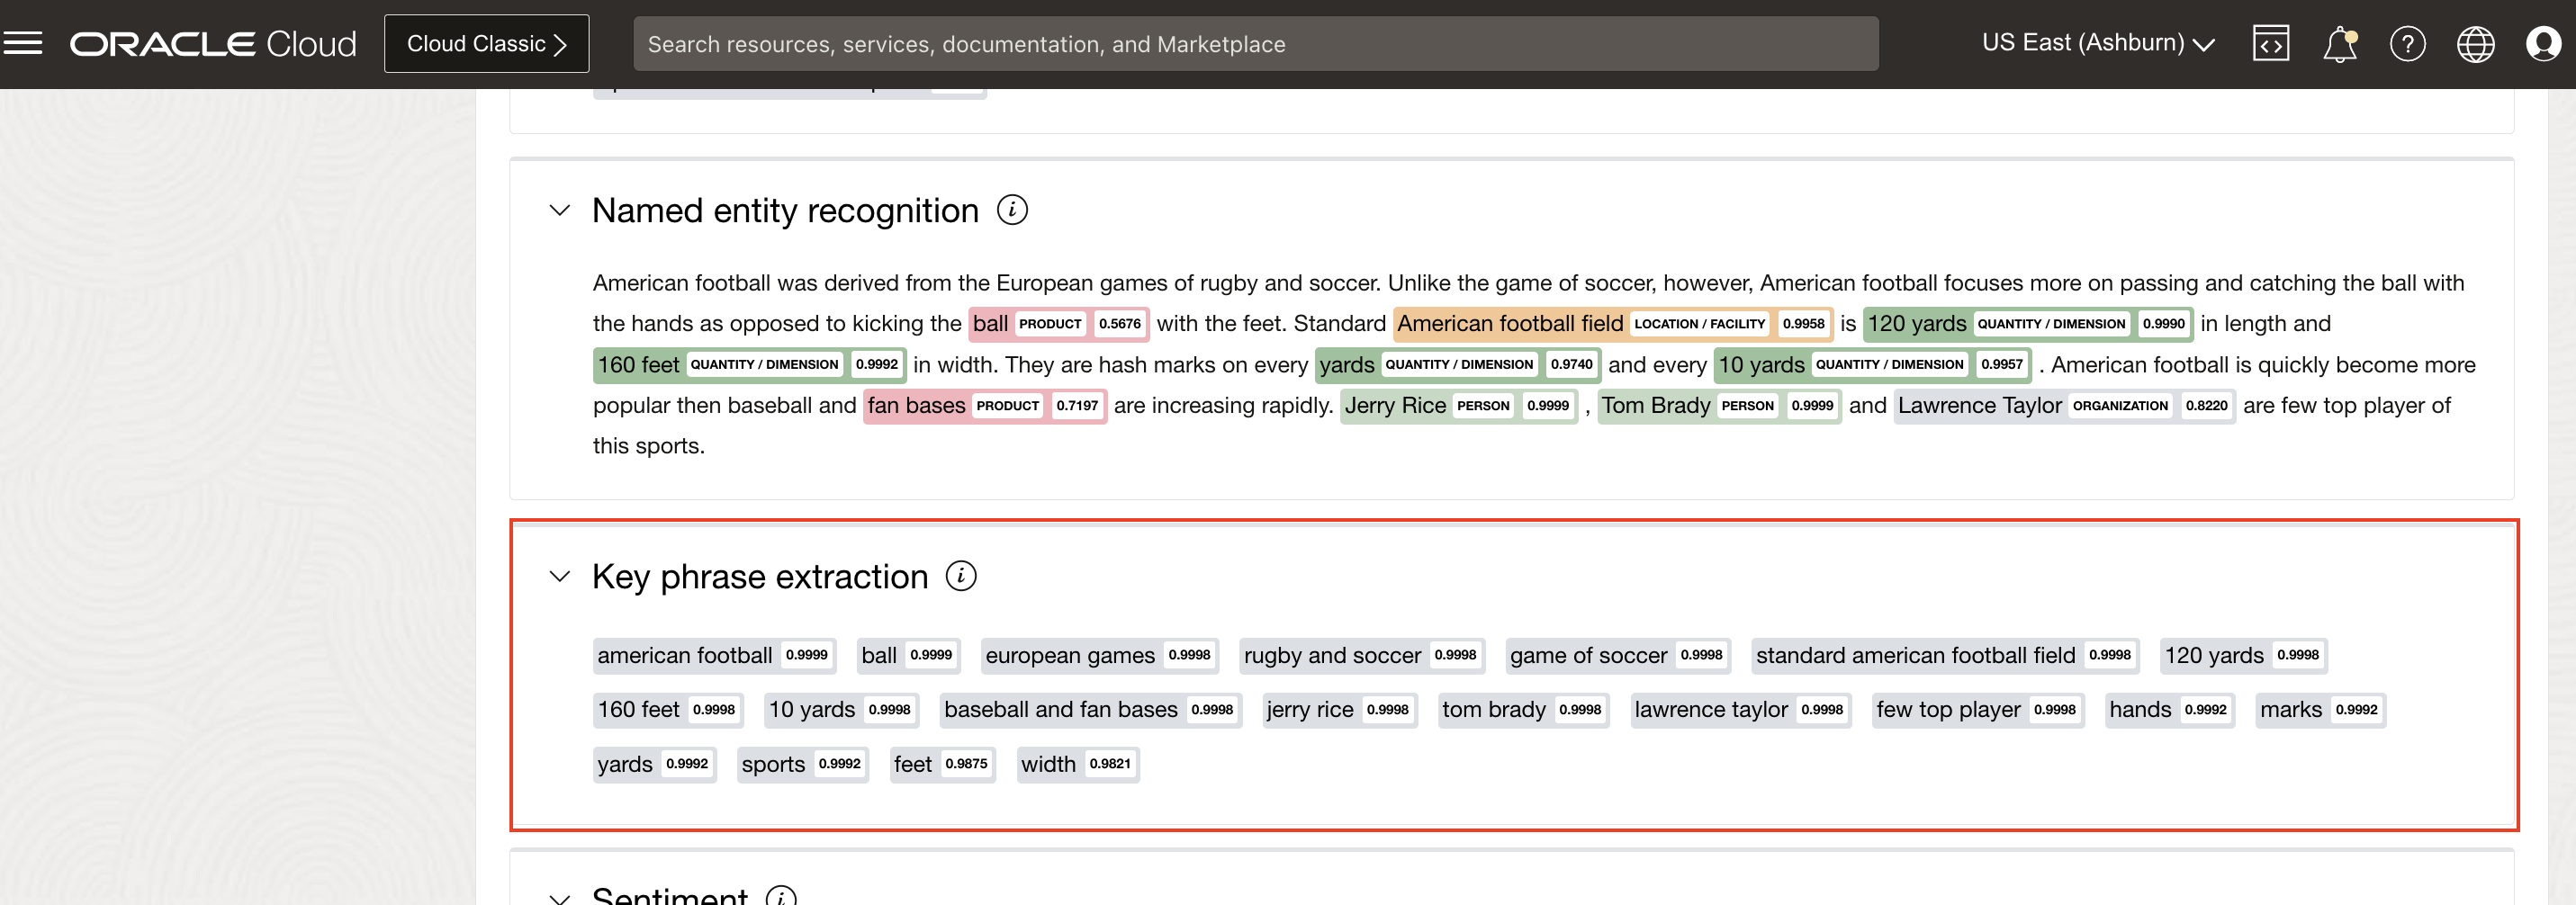 ORACLE Cloud Cloud Classic Search resources, services, documentation, and Marketplace US East (Ashburn)
Named entity recognition
American football was derived from the European games of rugby and soccer. Unlike the game of soccer, however, American football focuses more on passing and catching the ball with
the hands as opposed to kicking the ball PRODUCT 0.5676 with the feet. Standard American football field LOCATION / FACILITY 0.9958 is 120 yards QUANTITY / DIMENSION 0.9990 in length and
160 feet QUANTITY / DIMENSION 0.9992 in width. They are hash marks on every yards QUANTITY / DIMENSION 0.9740 and every 10 yards QUANTITY / DIMENSION 0.9957 . American football is quickly become more
popular then baseball and fan bases PRODUCT 0.7197 are increasing rapidly. Jerry Rice PERSON 0.9999 , Tom Brady PERSON 0.9999 and Lawrence Taylor ORGANIZATION 0.8220 are few top player of
this sports.
Key phrase extraction
american football 0.9999 ball 0.9999 european games 0.9998 rugby and soccer 0.9998 game of soccer 0.9998 standard american football field 0.9998 120 yards 0.9998
160 feet 0.9998 10 yards 0.9998 baseball and fan bases 0.9998 jerry rice 0.9998 tom brady 0.9998 lawrence taylor 0.9998 few top player 0.9998 hands 0.9992 marks 0.9992
yards 0.9992 sports 0.9992 feet 0.9875 width 0.9821
Sentiment